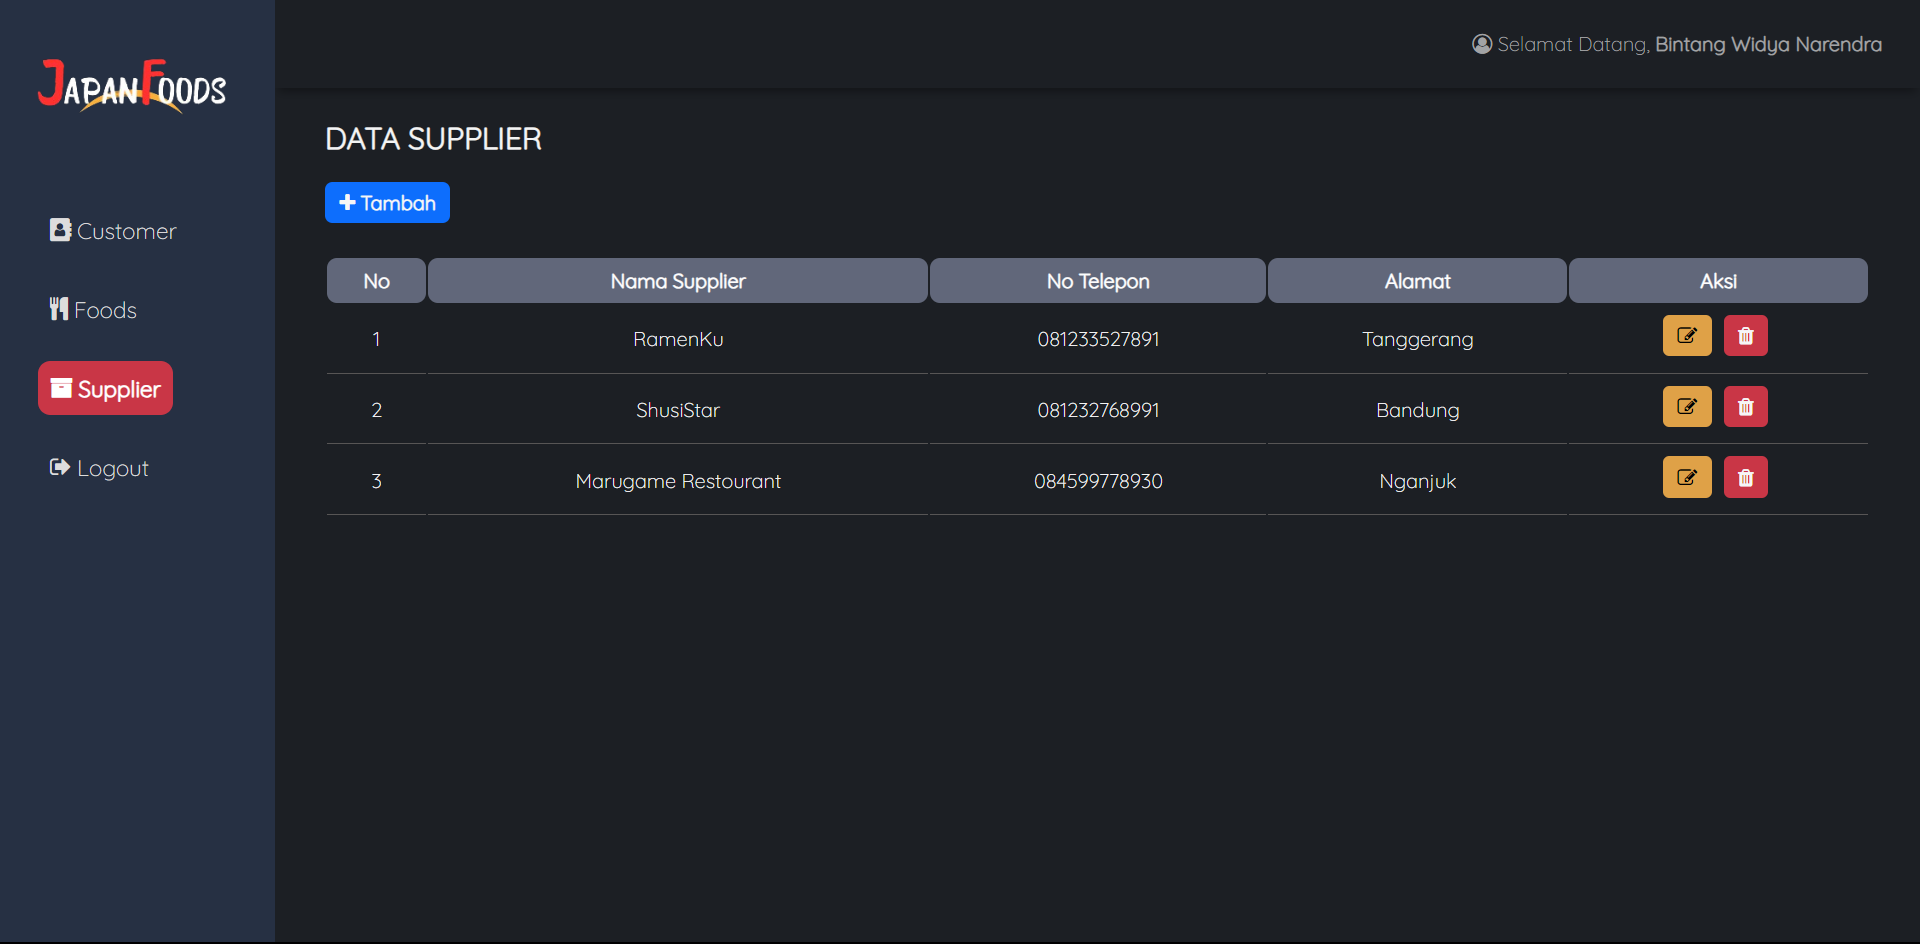 JAPANFOODS
Selamat Datang, Bintang Widya Narendra
Customer
Foods
Supplier
Logout
DATA SUPPLIER
Tambah
No Nama Supplier No Telepon Alamat Aksi
1 RamenKu 081233527891 Tanggerang
2 ShusiStar 081232768991 Bandung
3 Marugame Restourant 084599778930 Nganjuk